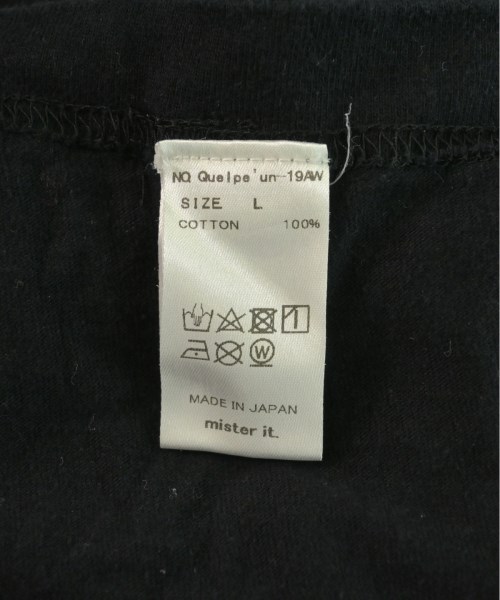 NO. Quelpe'un-19AW
SIZE L
COTTON 100%
W
MADE IN JAPAN
mister it.